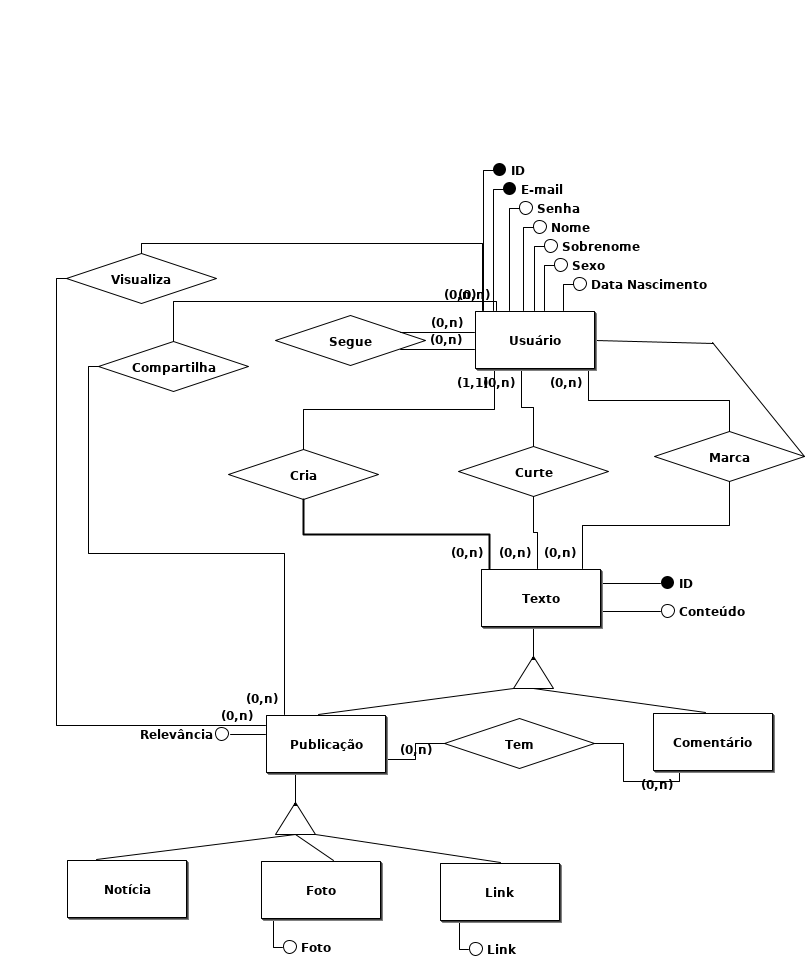 ID
E-mail
Senha
Nome
Sobrenome
Sexo
Data Nascimento
Visualiza
(0,n)
(0,n)
(0,n)
Segue
(0,n)
Usuário
Compartilha
(1,1)
(0,n)
(0,n)
Cria
Curte
Marca
(0,n)
(0,n)
(0,n)
Texto
ID
Conteúdo
(0,n)
(0,n)
Relevância
Publicação
(0,n)
Tem
Comentário
(0,n)
Notícia
Foto
Link
Foto
Link